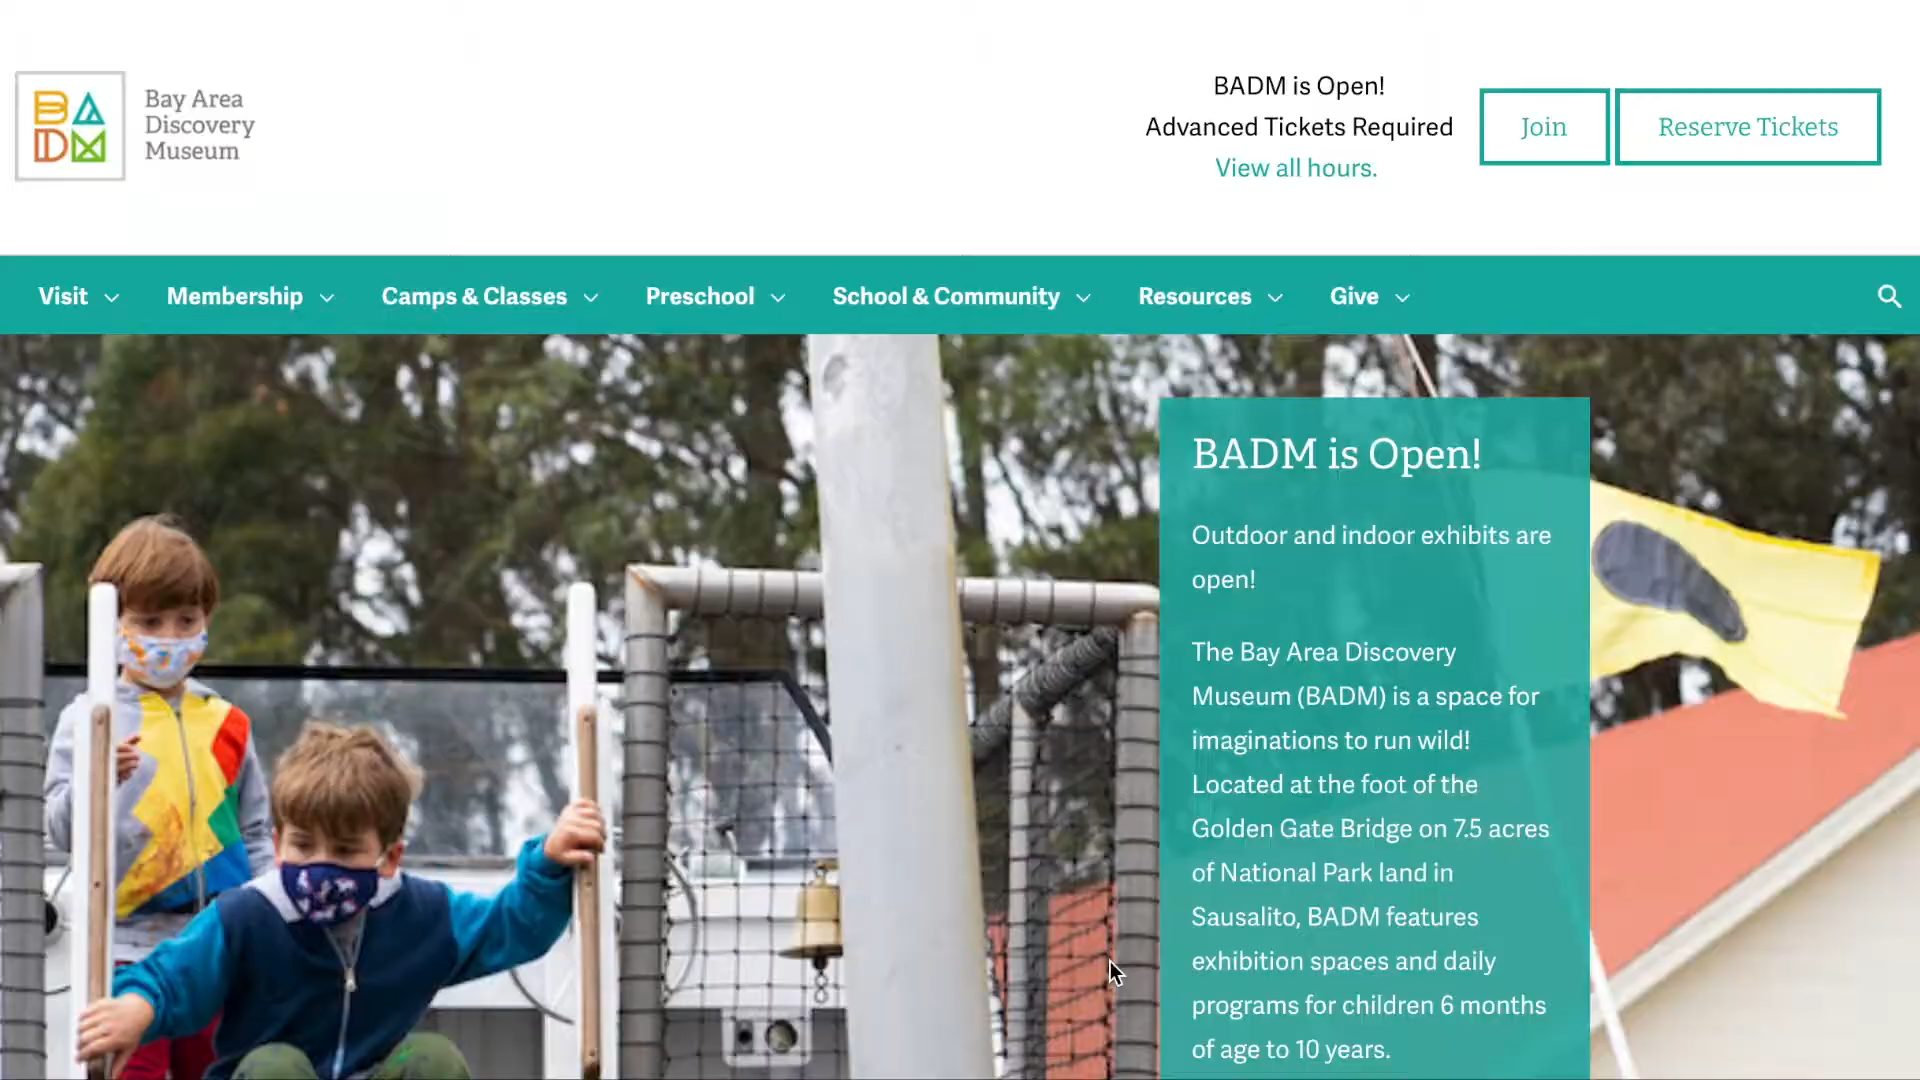 BADM
Bay Area
Discovery
Museum
BADM is Open!
Advanced Tickets Required
View all hours.
Join
Reserve Tickets
Visit
Membership
Camps & Classes
Preschool
School & Community
Resources
Give
BADM is Open!
Outdoor and indoor exhibits are
open!
The Bay Area Discovery
Museum (BADM) is a space for
imaginations to run wild!
Located at the foot of the
Golden Gate Bridge on 7.5 acres
of National Park land in
Sausalito, BADM features
exhibition spaces and daily
programs for children 6 months
of age to 10 years.